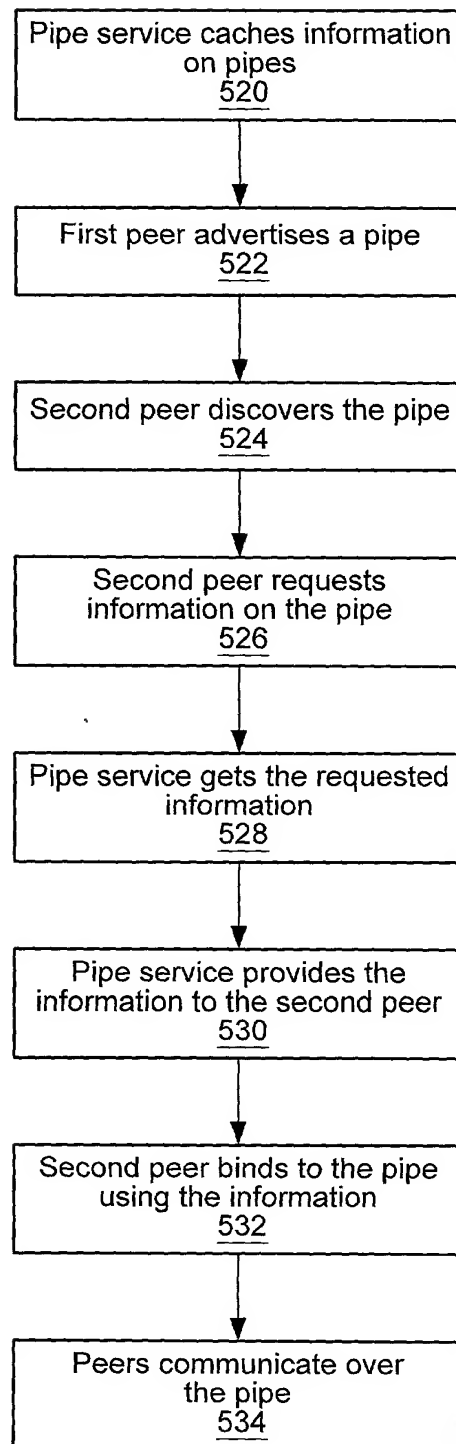 Pipe service caches information
on pipes
520
First peer advertises a pipe
522
Second peer discovers the pipe
524
Second peer requests
information on the pipe
526
Pipe service gets the requested
information
528
Pipe service provides the
information to the second peer
530
Second peer binds to the pipe
using the information
532
Peers communicate over
the pipe
534